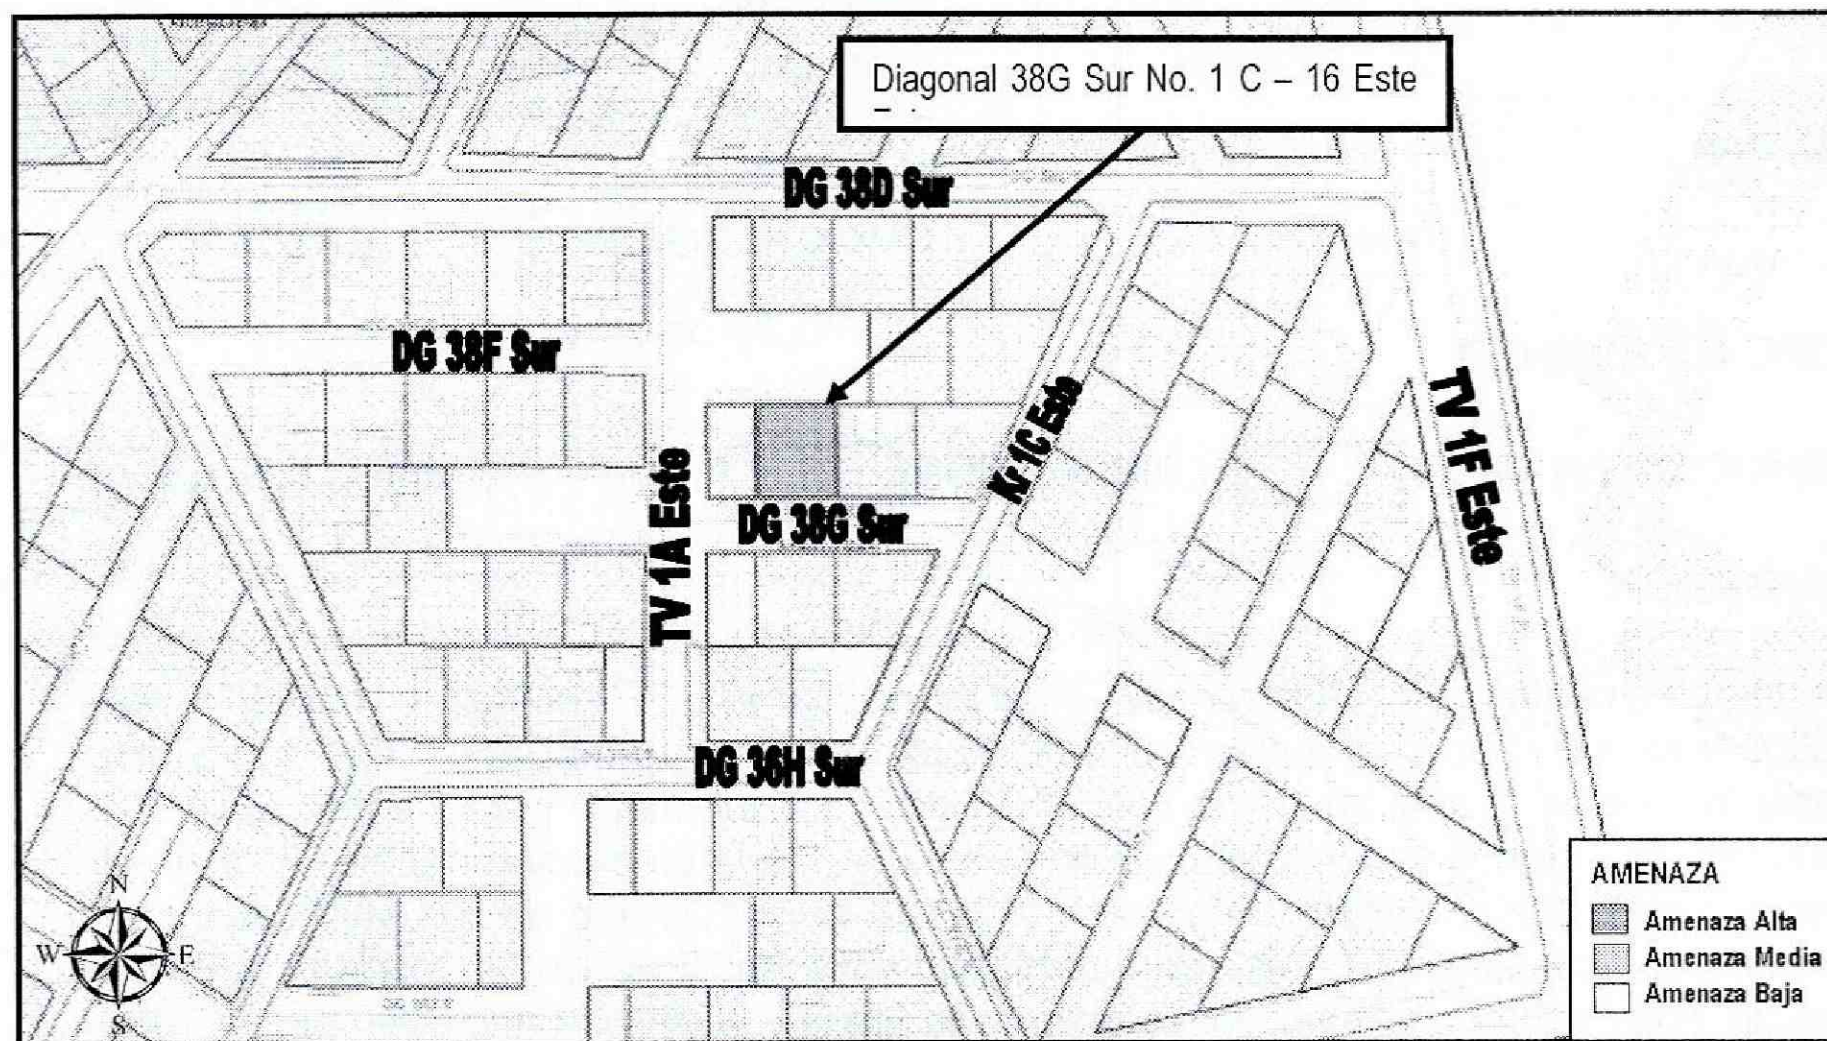 Diagonal 38G Sur No. 1 C – 16 Este
DG 38D Sur
DG 38F Sur
Kr 1C Este
TV 1F Este
TV 1A Este
DG 38G Sur
DG 36H Sur
N
W
E
S
AMENAZA
Amenaza Alta
Amenaza Media
Amenaza Baja